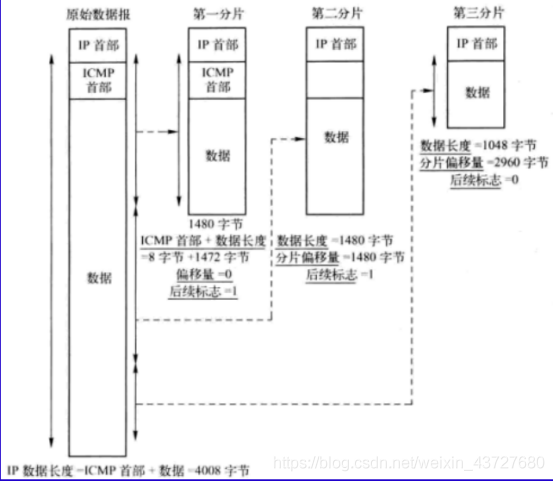 原始数据报
第一分片
第二分片
第三分片
IP 首部
IP 首部
IP 首部
IP 首部
ICMP
首部
ICMP
首部
数据
数据
数据
数据
数据长度 =1048 字节
分片偏移量 =2960 字节
后续标志 =0
1480 字节
ICMP 首部 + 数据长度
=8 字节 +1472 字节
偏移量 =0
后续标志 =1
数据长度 =1480 字节
分片偏移量 =1480 字节
后续标志 =1
IP 数据长度 =ICMP 首部 + 数据 =4008 字节
https://blog.csdn.net/weixin_43727680